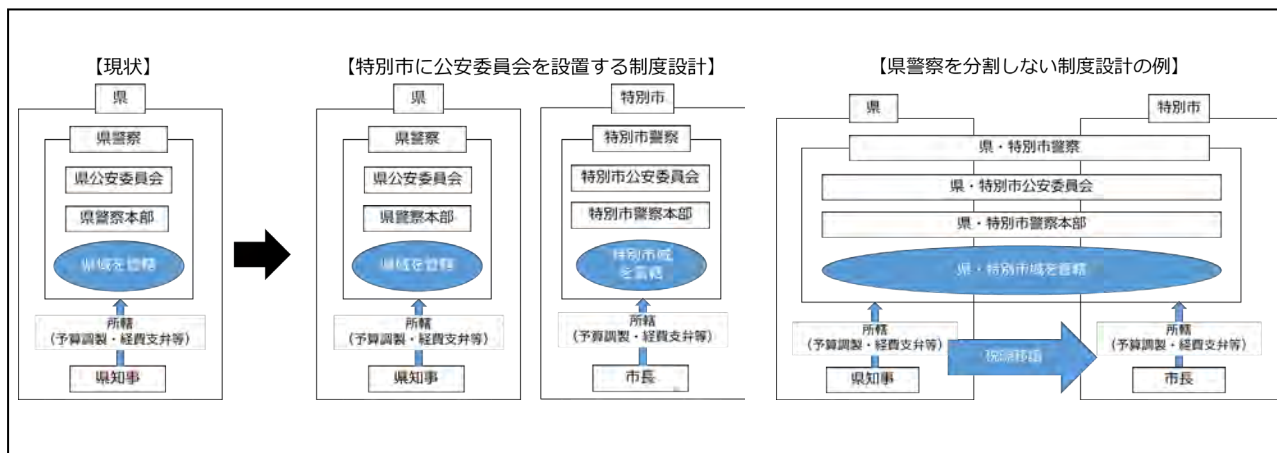 【現状】
県
県警察
県公安委員会
県警察本部
県域を管轄
所轄
(予算調製・経費支弁等)
県知事
【特別市に公安委員会を設置する制度設計】
県
県警察
県公安委員会
県警察本部
県域を管轄
所轄
(予算調製・経費支弁等)
県知事
特別市
特別市警察
特別市公安委員会
特別市警察本部
特別市域
を管轄
所轄
(予算調製・経費支弁等)
市長
【県警察を分割しない制度設計の例】
県
特別市
県・特別市警察
県・特別市公安委員会
県・特別市警察本部
県・特別市域を管轄
所轄
(予算調製・経費支弁等)
県知事
税源移譲
所轄
(予算調製・経費支弁等)
市長